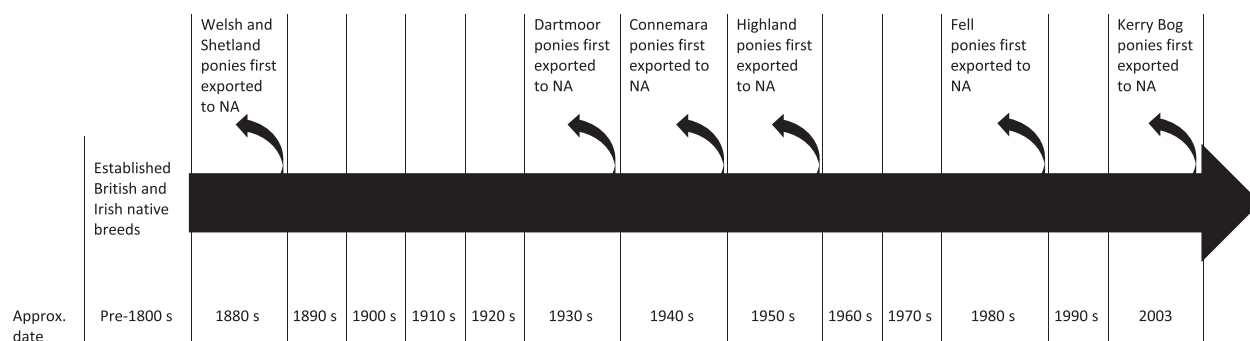 Welsh and
Shetland
ponies first
exported
to NA
Dartmoor
ponies first
exported
to NA
Connemara
ponies first
exported to
NA
Highland
ponies first
exported
to NA
Fell
ponies first
exported to
NA
Kerry Bog
ponies first
exported
to NA
Established
British and
Irish native
breeds
Approx.
date
Pre-1800 s
1880 s
1890 s
1900 s
1910 s
1920 s
1930 s
1940 s
1950 s
1960 s
1970 s
1980 s
1990 s
2003